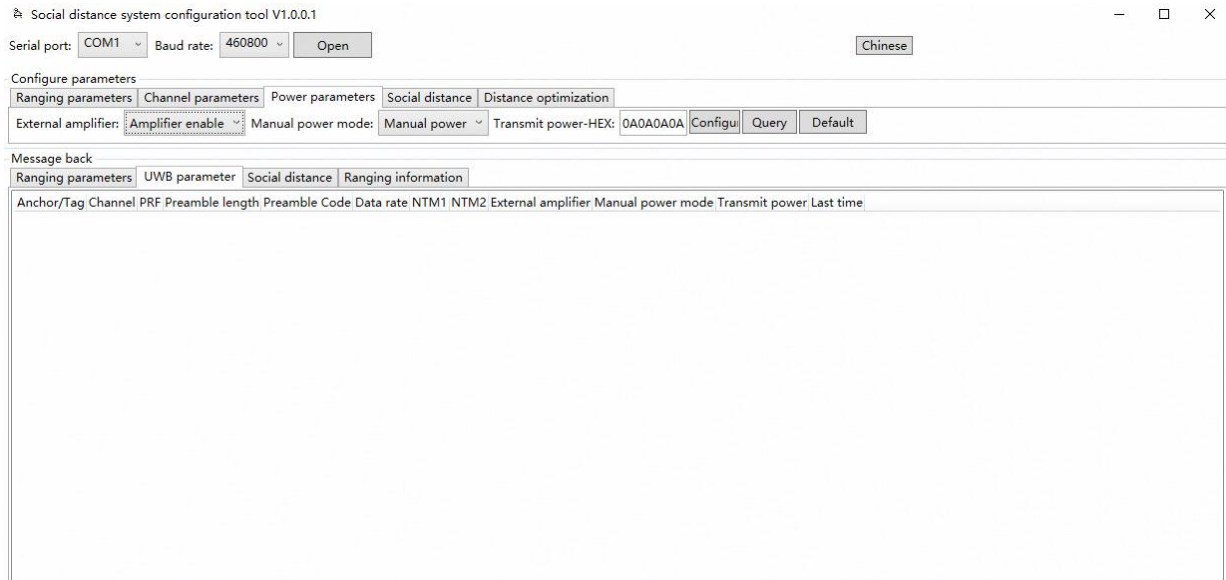 Social distance system configuration tool V1.0.0.1
Serial port: COM1 Baud rate: 460800 Open Chinese
Configure parameters
Ranging parameters Channel parameters Power parameters Social distance Distance optimization
External amplifier: Amplifier enable Manual power mode: Manual power Transmit power-HEX: 0A0A0A0A Configu Query Default
Message back
Ranging parameters UWB parameter Social distance Ranging information
Anchor/Tag Channel PRF Preamble length Preamble Code Data rate NTM1 NTM2 External amplifier Manual power mode Transmit power Last time